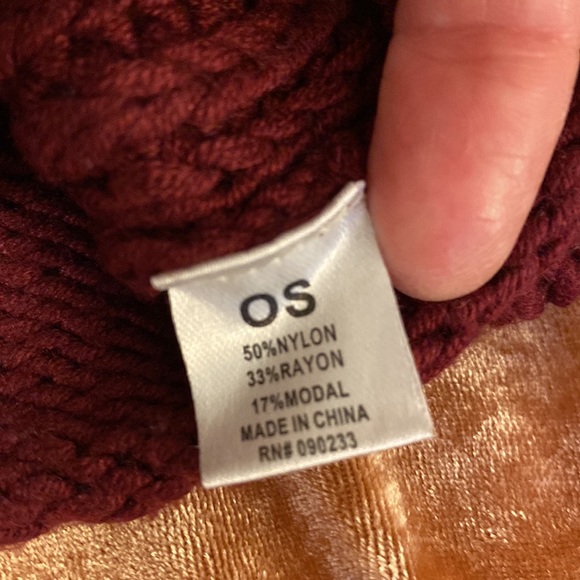 OS
50%NYLON
33%RAYON
17%MODAL
MADE IN CHINA
RN# 090233